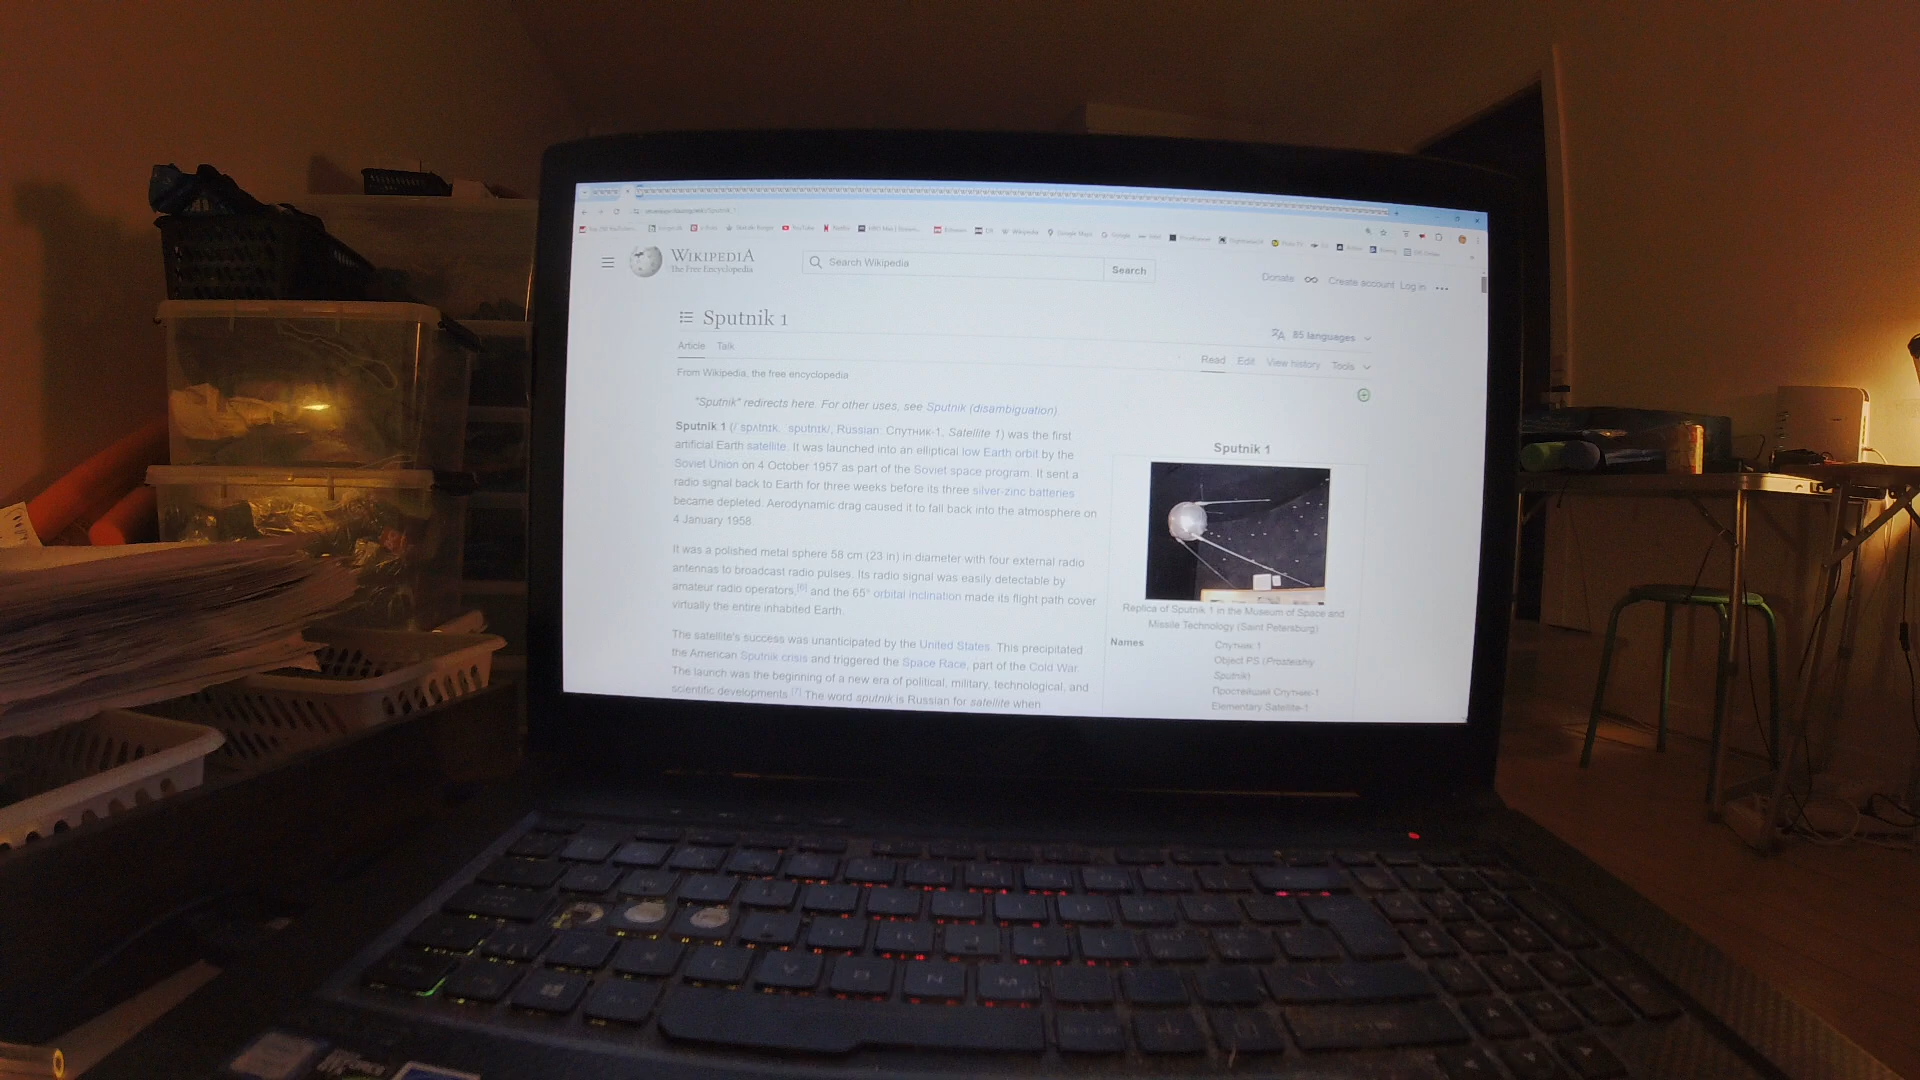 WIKIPEDIA
The Free Encyclopedia
Search Wikipedia
Search
Donate
Create account
Log in
Sputnik 1
85 languages
Article Talk
Read Edit View history Tools
From Wikipedia, the free encyclopedia
"Sputnik" redirects here. For other uses, see Sputnik (disambiguation).
Sputnik 1 (/ˈspʌtnɪk, ˈspʊtnɪk/, Russian: Спутник-1, Satellite 1) was the first
artificial Earth satellite. It was launched into an elliptical low Earth orbit by the
Soviet Union on 4 October 1957 as part of the Soviet space program. It sent a
radio signal back to Earth for three weeks before its three silver-zinc batteries
became depleted. Aerodynamic drag caused it to fall back into the atmosphere on
4 January 1958.
It was a polished metal sphere 58 cm (23 in) in diameter with four external radio
antennas to broadcast radio pulses. Its radio signal was easily detectable by
amateur radio operators,[6] and the 65° orbital inclination made its flight path cover
virtually the entire inhabited Earth.
The satellite's success was unanticipated by the United States. This precipitated
the American Sputnik crisis and triggered the Space Race, part of the Cold War.
The launch was the beginning of a new era of political, military, technological, and
scientific developments.[7] The word sputnik is Russian for satellite when
Sputnik 1
Replica of Sputnik 1 in the Museum of Space and
Missile Technology (Saint Petersburg)
Names
Спутник 1
Object PS (Prosteishiy
Sputnik)
Простейший Спутник-1
Elementary Satellite-1